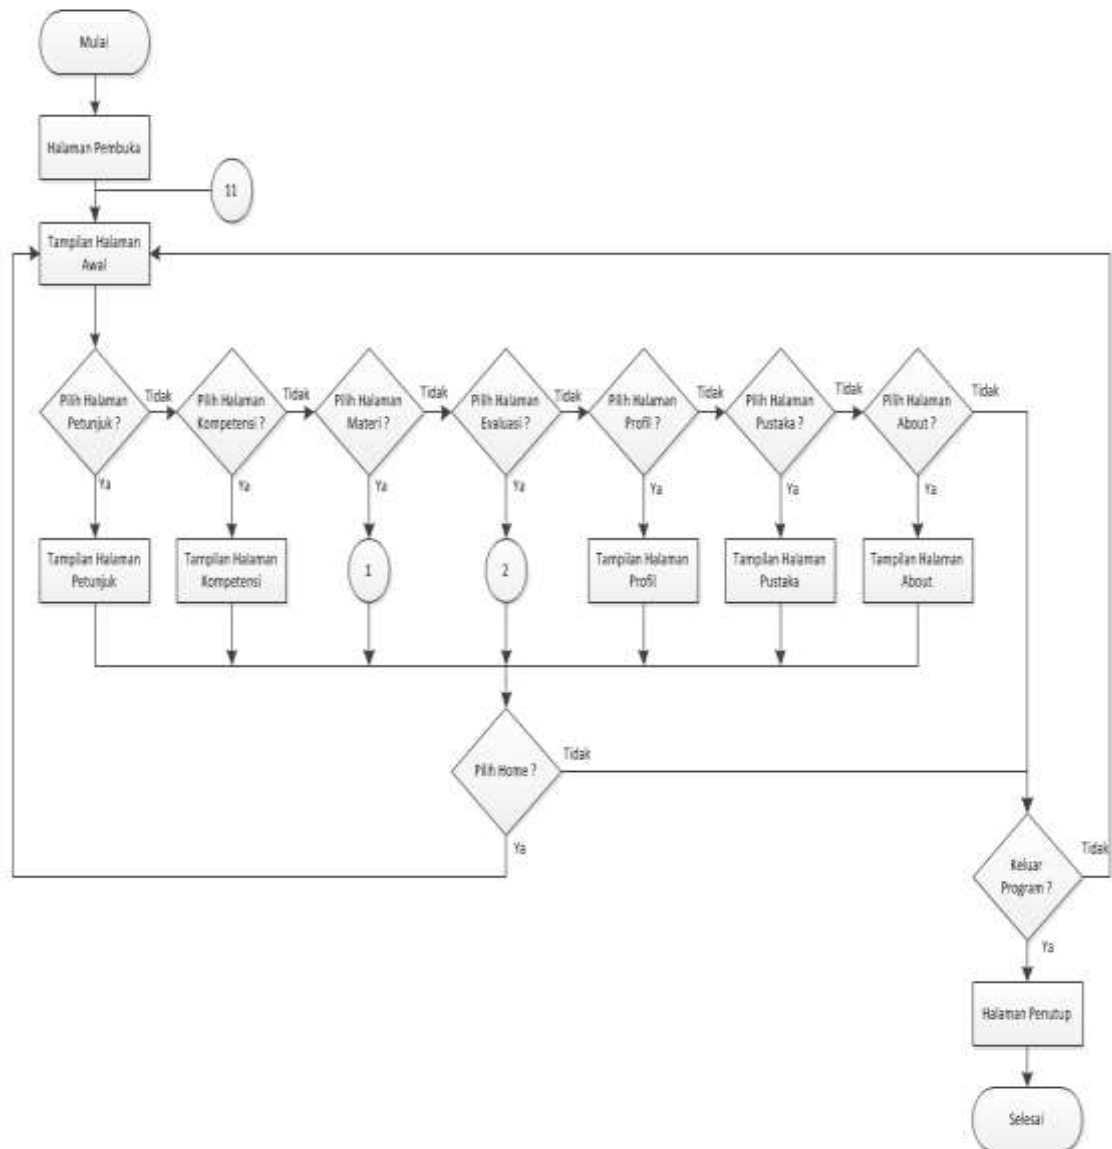 Mulai
Halaman Pembuka
11
Tampilan Halaman
Awal
Pilih Halaman
Petunjuk ?
Tidak
Pilih Halaman
Kompetensi ?
Tidak
Pilih Halaman
Materi ?
Tidak
Pilih Halaman
Evaluasi ?
Tidak
Pilih Halaman
Profil ?
Tidak
Pilih Halaman
Pustaka ?
Tidak
Pilih Halaman
About ?
Tidak
Ya
Ya
Ya
Ya
Ya
Ya
Ya
Tampilan Halaman
Petunjuk
Tampilan Halaman
Kompetensi
1
2
Tampilan Halaman
Profil
Tampilan Halaman
Pustaka
Tampilan Halaman
About
Pilih Home ?
Tidak
Ya
Keluar
Program ?
Tidak
Ya
Halaman Penutup
Selesai